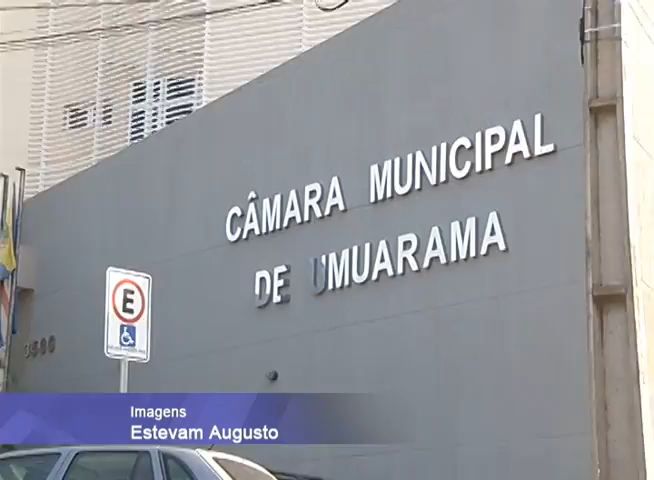 CÂMARA MUNICIPAL
DE UMUARAMA
E
Imagens
Estevam Augusto